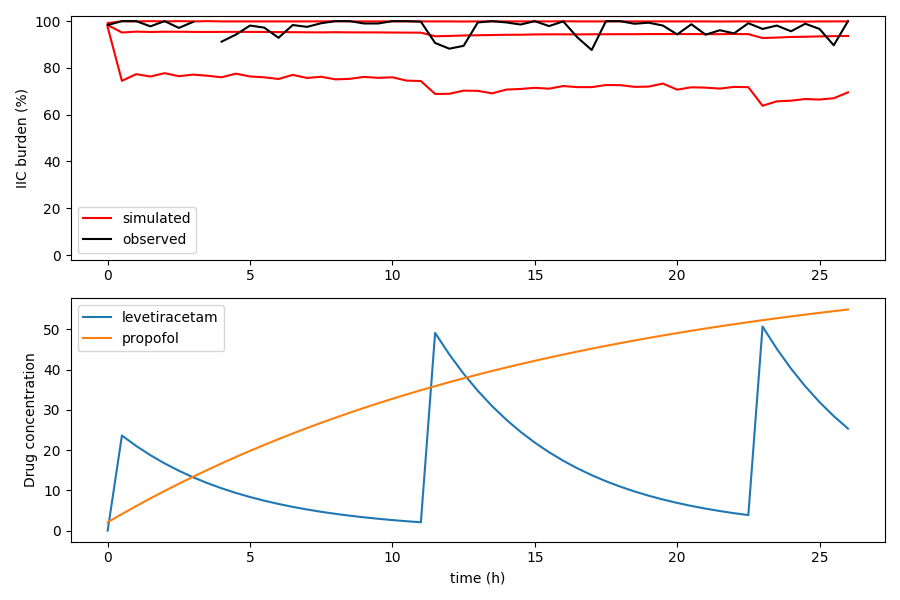 IIC burden (%)
100
80
60
40
20
0
simulated
observed
0 5 10 15 20 25
Drug concentration
50
40
30
20
10
0
levetiracetam
propofol
0 5 10 15 20 25
time (h)